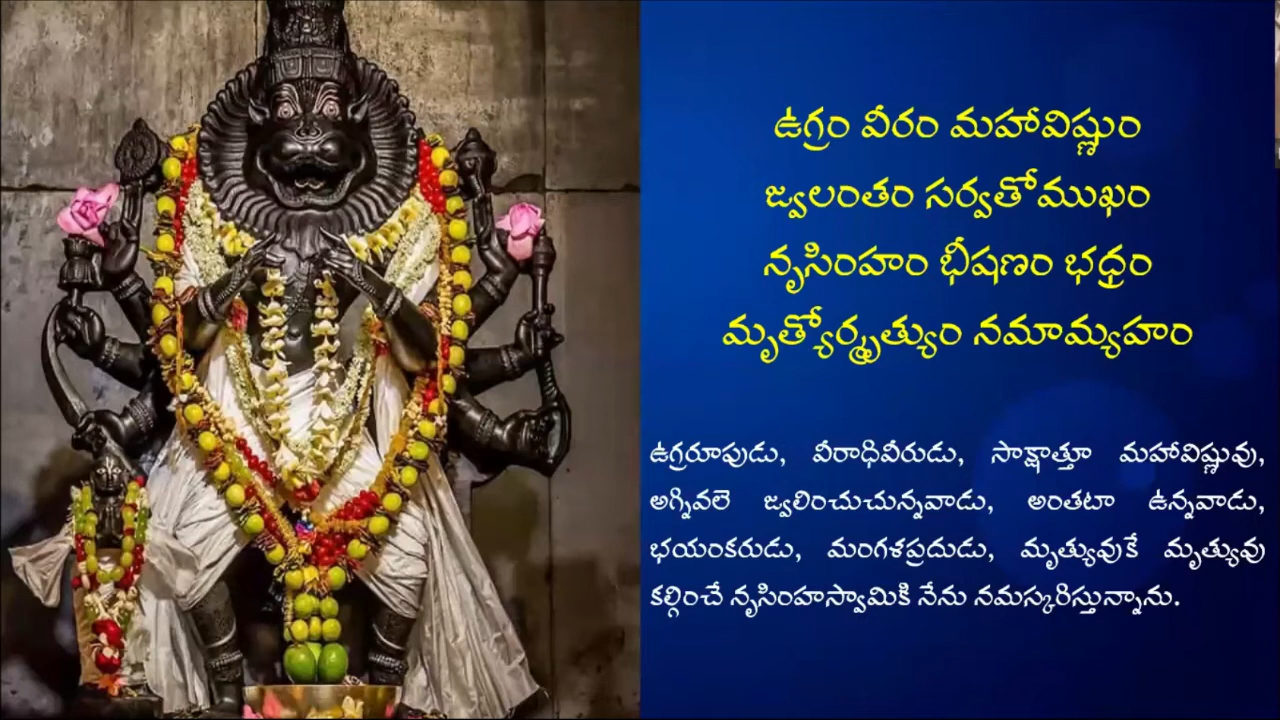 ఉగ్రం వీరం మహావిష్ణుం
జ్వలంతం సర్వతోముఖం
నృసింహం భీషణం భధ్రం
మృత్యోర్మృత్యుం నమామ్యహం
ఉగ్రరూపుడు, వీరాధివీరుడు, సాక్షాత్తూ మహావిష్ణువు,
అగ్నివలె జ్వలించుచున్నవాడు, అంతటా ఉన్నవాడు,
భయంకరుడు, మంగళప్రదుడు, మృత్యువుకే మృత్యువు
కల్గించే నృసింహస్వామికి నేను నమస్కరిస్తున్నాను.